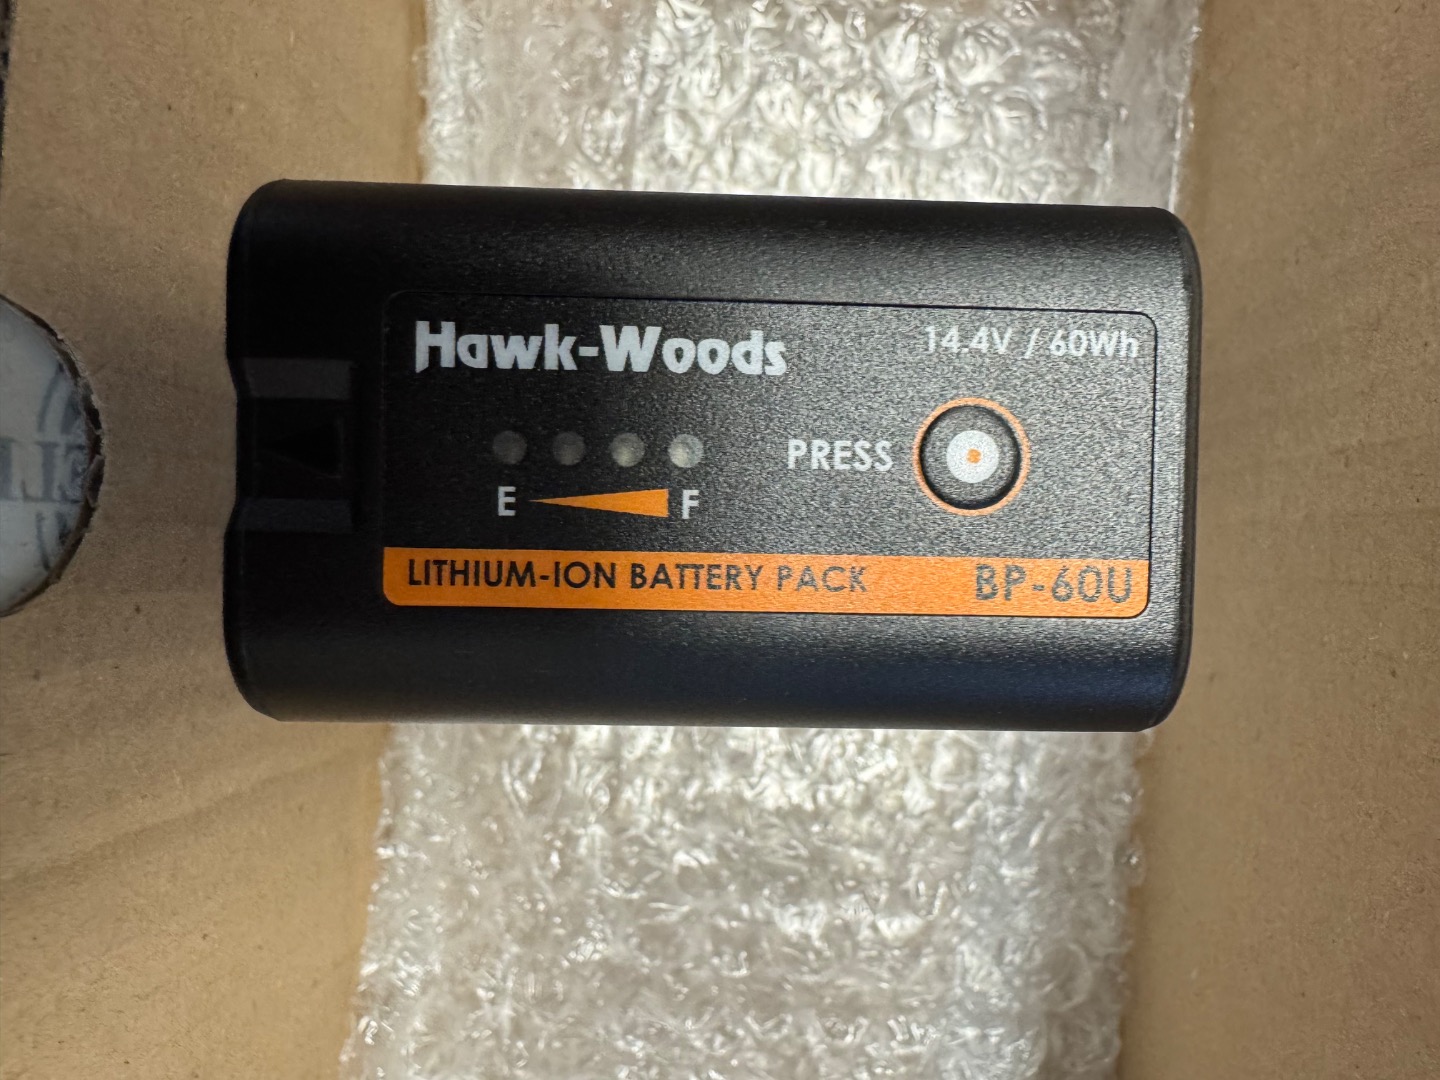 Hawk-Woods
14.4V / 60Wh
PRESS
E F
LITHIUM-ION BATTERY PACK
BP-60U